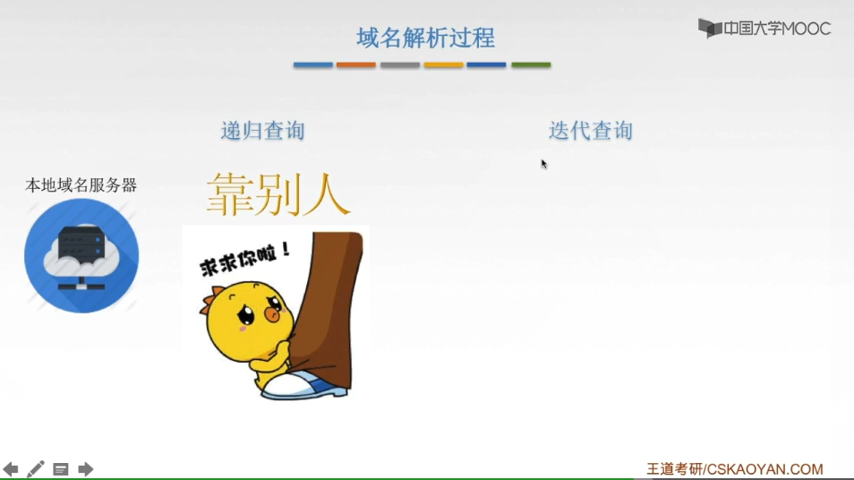 域名解析过程
中国大学MOOC
递归查询
迭代查询
本地域名服务器
靠别人
求求你啦！
王道考研/CSKAOYAN.COM